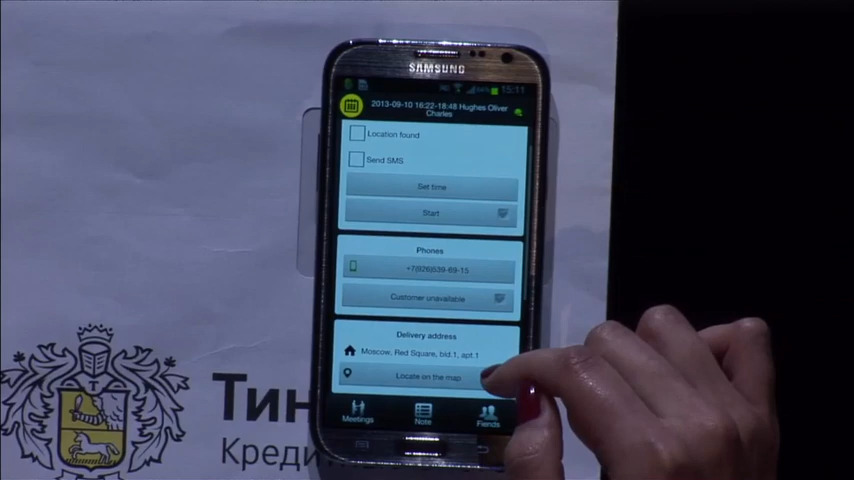 SAMSUNG
15:11
2013-09-10 16:22-18:48 Hughes Oliver
Charles
Location found
Send SMS
Set time
Start
Phones
+7(926)539-69-15
Customer unavailable
Delivery address
Moscow, Red Square, bld.1, apt.1
Locate on the map
Meetings
Note
Fiends
Тин
Креди
T